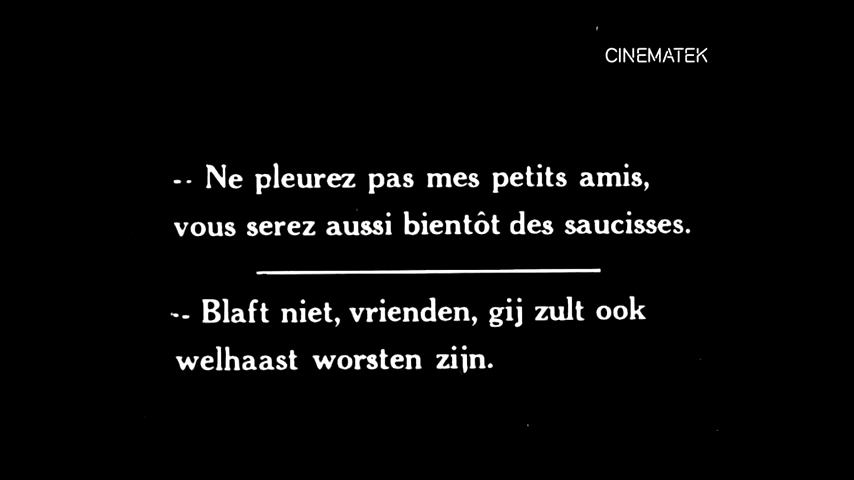 CINEMATEK
-- Ne pleurez pas mes petits amis,
vous serez aussi bientôt des saucisses.
-- Blaft niet, vrienden, gij zult ook
welhaast worsten zijn.